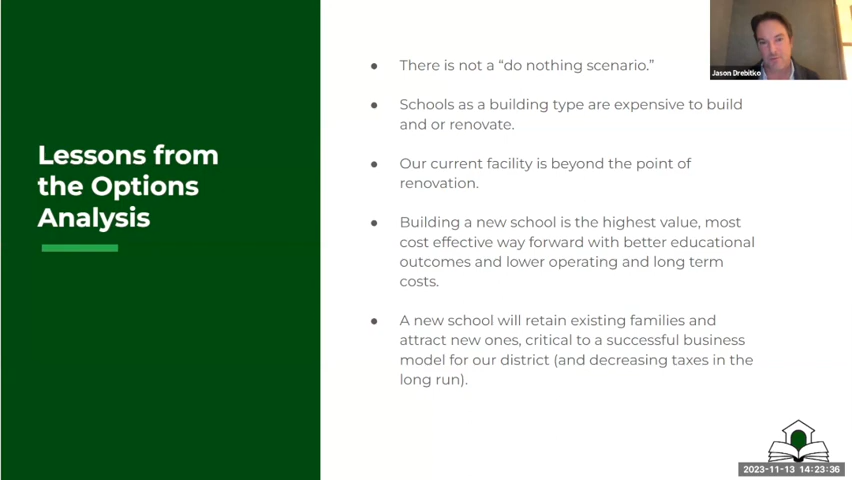 Lessons from
the Options
Analysis
● There is not a “do nothing scenario.”
● Schools as a building type are expensive to build
and or renovate.
● Our current facility is beyond the point of
renovation.
● Building a new school is the highest value, most
cost effective way forward with better educational
outcomes and lower operating and long term
costs.
● A new school will retain existing families and
attract new ones, critical to a successful business
model for our district (and decreasing taxes in the
long run).
Jason Drebitko
2023-11-13 14:23:36